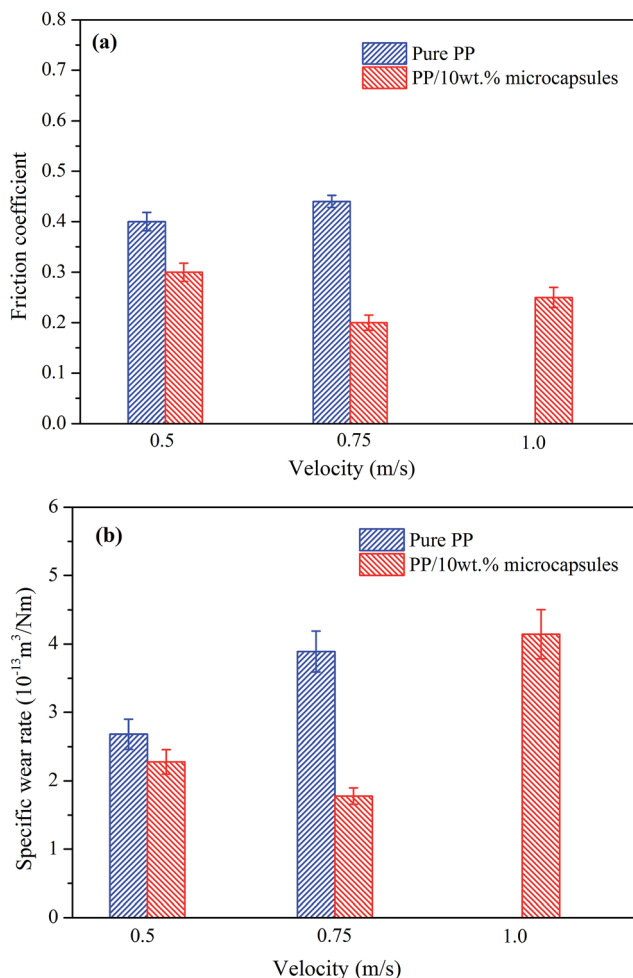 (a)
Pure PP
PP/10wt.% microcapsules
0.8
0.7
0.6
0.5
0.4
0.3
0.2
0.1
0.0
Friction coefficient
0.5 0.75 1.0
Velocity (m/s)
(b)
Pure PP
PP/10wt.% microcapsules
6
5
4
3
2
1
0
Specific wear rate (10⁻¹³m³/Nm)
0.5 0.75 1.0
Velocity (m/s)